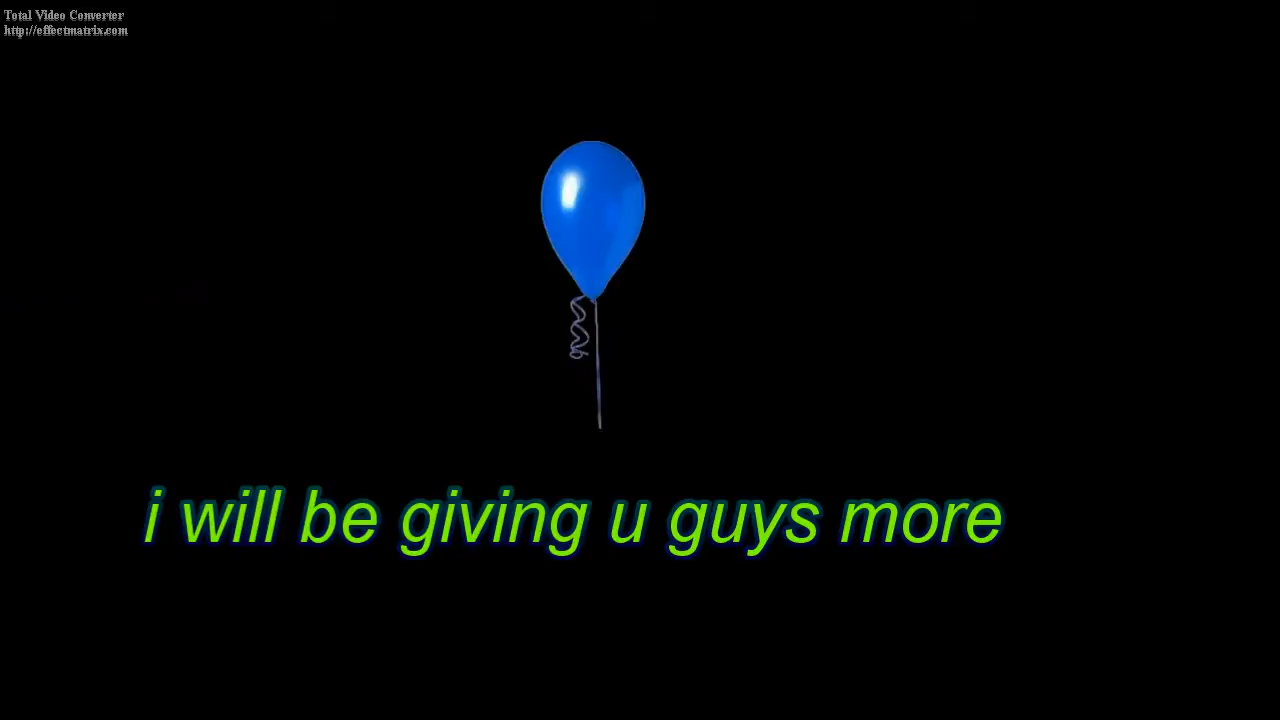 Total Video Converter
http://effectmatrix.com
i will be giving u guys more